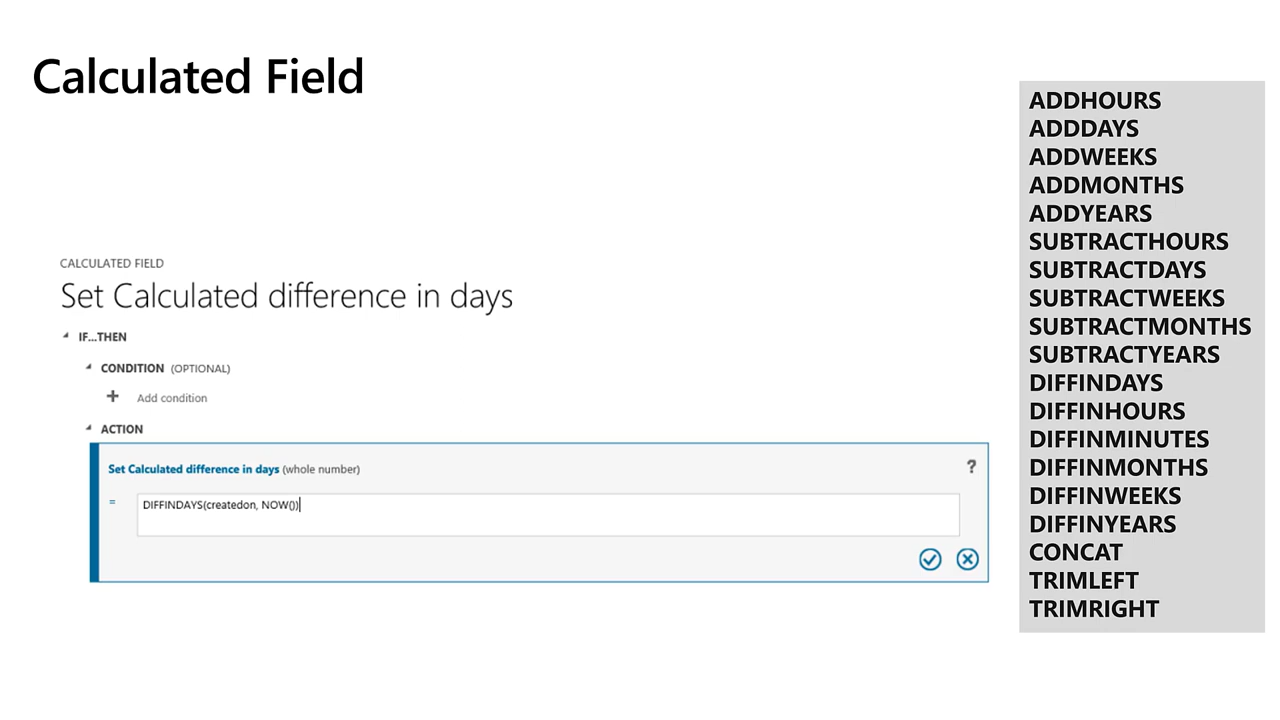 Calculated Field
CALCULATED FIELD
Set Calculated difference in days
IF...THEN
CONDITION (OPTIONAL)
+ Add condition
ACTION
Set Calculated difference in days (whole number) ?
= DIFFINDAYS(createdon, NOW())
ADDHOURS
ADDDAYS
ADDWEEKS
ADDMONTHS
ADDYEARS
SUBTRACTHOURS
SUBTRACTDAYS
SUBTRACTWEEKS
SUBTRACTMONTHS
SUBTRACTYEARS
DIFFINDAYS
DIFFINHOURS
DIFFINMINUTES
DIFFINMONTHS
DIFFINWEEKS
DIFFINYEARS
CONCAT
TRIMLEFT
TRIMRIGHT